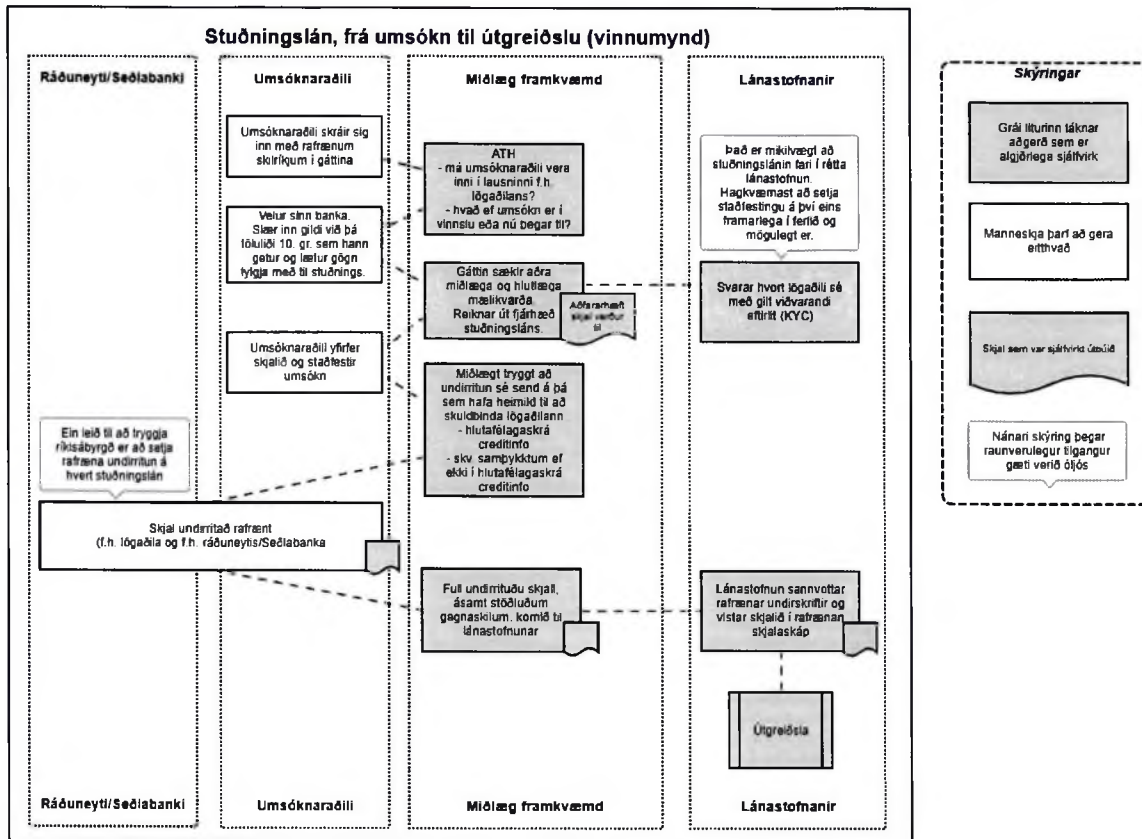 Stuðningslán, frá umsókn til útgreiðslu (vinnumynd)
Ráðuneyti/Seðlabanki
Umsóknaraðili
Miðlæg framkvæmd
Lánastofnanir
Umsóknaraðili skráir sig
inn með rafrænum
skilríkjum í gáttina
ATH
- má umsóknaraðili vera
inni í lausninni f.h.
lögaðilans?
- hvað ef umsókn er í
vinnslu eða nú þegar til?
Það er mikilvægt að
stuðningslánin fari í rétta
lánastofnun.
Hagkvæmast að setja
staðfestingu á því eins
framarlega í ferlið og
mögulegt er.
Velur sinn banka.
Slær inn gildi við þá
töluliði 10. gr. sem hann
getur og lætur gögn
fylgja með til stuðnings.
Gáttin sækir aðra
miðlæga og hlutlæga
mælikvarða.
Reiknar út fjárhæð
stuðningsláns.
Aðfararhæft
skjal verður
til
Svarar hvort lögaðili sé
með gilt viðvarandi
eftirlit (KYC)
Umsóknaraðili yfirfer
skjalið og staðfestir
umsókn
Miðlægt tryggt að
undirritun sé send á þá
sem hafa heimild til að
skuldbinda lögaðilann
- hlutafélagaskrá
creditinfo
- skv. samþykktum ef
ekki í hlutafélagaskrá
creditinfo
Ein leið til að tryggja
ríkisábyrgð er að setja
rafræna undirritun á
hvert stuðningslán
Skjal undirritað rafrænt
(f.h. lögaðila og f.h. ráðuneytis/Seðlabanka
Full undirrituðu skjali,
ásamt stöðluðum
gagnaskilum, komið til
lánastofnunar
Lánastofnun sannvottar
rafrænar undirskriftir og
vistar skjalið í rafrænan
skjalaskáp
Útgreiðsla
Ráðuneyti/Seðlabanki
Umsóknaraðili
Miðlæg framkvæmd
Lánastofnanir
Skýringar
Grái liturinn táknar
aðgerð sem er
algjörlega sjálfvirk
Manneskja þarf að gera
eitthvað
Skjal sem var sjálfvirkt útbúið
Nánari skýring þegar
raunverulegur tilgangur
gæti verið óljós